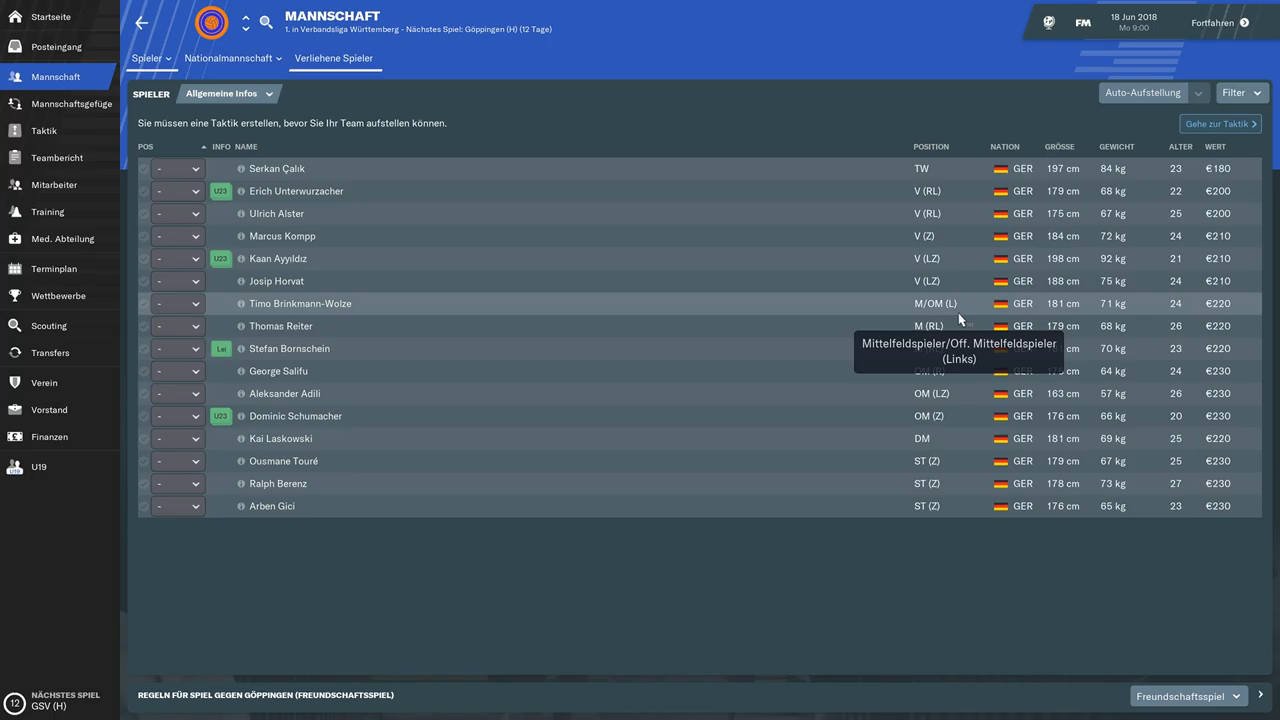 Startseite
Posteingang
Mannschaft
Mannschaftsgefüge
Taktik
Teambericht
Mitarbeiter
Training
Med. Abteilung
Terminplan
Wettbewerbe
Scouting
Transfers
Verein
Vorstand
Finanzen
U19
U19
12
NÄCHSTES SPIEL
GSV (H)
MANNSCHAFT
1. in Verbandsliga Württemberg - Nächstes Spiel: Göppingen (H) (12 Tage)
FM
18 Jun 2018
Mo 9:00
Fortfahren
Spieler Nationalmannschaft Verliehene Spieler
SPIELER Allgemeine Infos Auto-Aufstellung Filter
Sie müssen eine Taktik erstellen, bevor Sie Ihr Team aufstellen können. Gehe zur Taktik
POS INFO NAME POSITION NATION GRÖSSE GEWICHT ALTER WERT
- Serkan Çalık TW GER 197 cm 84 kg 23 €180
- U23 Erich Unterwurzacher V (RL) GER 179 cm 68 kg 22 €200
- Ulrich Alster V (RL) GER 175 cm 67 kg 25 €200
- Marcus Kompp V (Z) GER 184 cm 72 kg 24 €210
- U23 Kaan Ayyıldız V (LZ) GER 198 cm 92 kg 21 €210
- Josip Horvat V (LZ) GER 188 cm 75 kg 24 €210
- Timo Brinkmann-Wolze M/OM (L) GER 181 cm 71 kg 24 €220
- Thomas Reiter M (RL) GER 179 cm 68 kg 26 €220
- Lei Stefan Bornschein 70 kg 23 €220
- George Salifu OM (R) GER 64 kg 24 €230
- Aleksander Adili OM (LZ) GER 163 cm 57 kg 26 €230
- U23 Dominic Schumacher OM (Z) GER 176 cm 66 kg 20 €230
- Kai Laskowski DM GER 181 cm 69 kg 25 €220
- Ousmane Touré ST (Z) GER 179 cm 67 kg 25 €230
- Ralph Berenz ST (Z) GER 178 cm 73 kg 27 €230
- Arben Gici ST (Z) GER 176 cm 65 kg 23 €230
Mittelfeldspieler/Off. Mittelfeldspieler
(Links)
REGELN FÜR SPIEL GEGEN GÖPPINGEN (FREUNDSCHAFTSSPIEL) Freundschaftsspiel